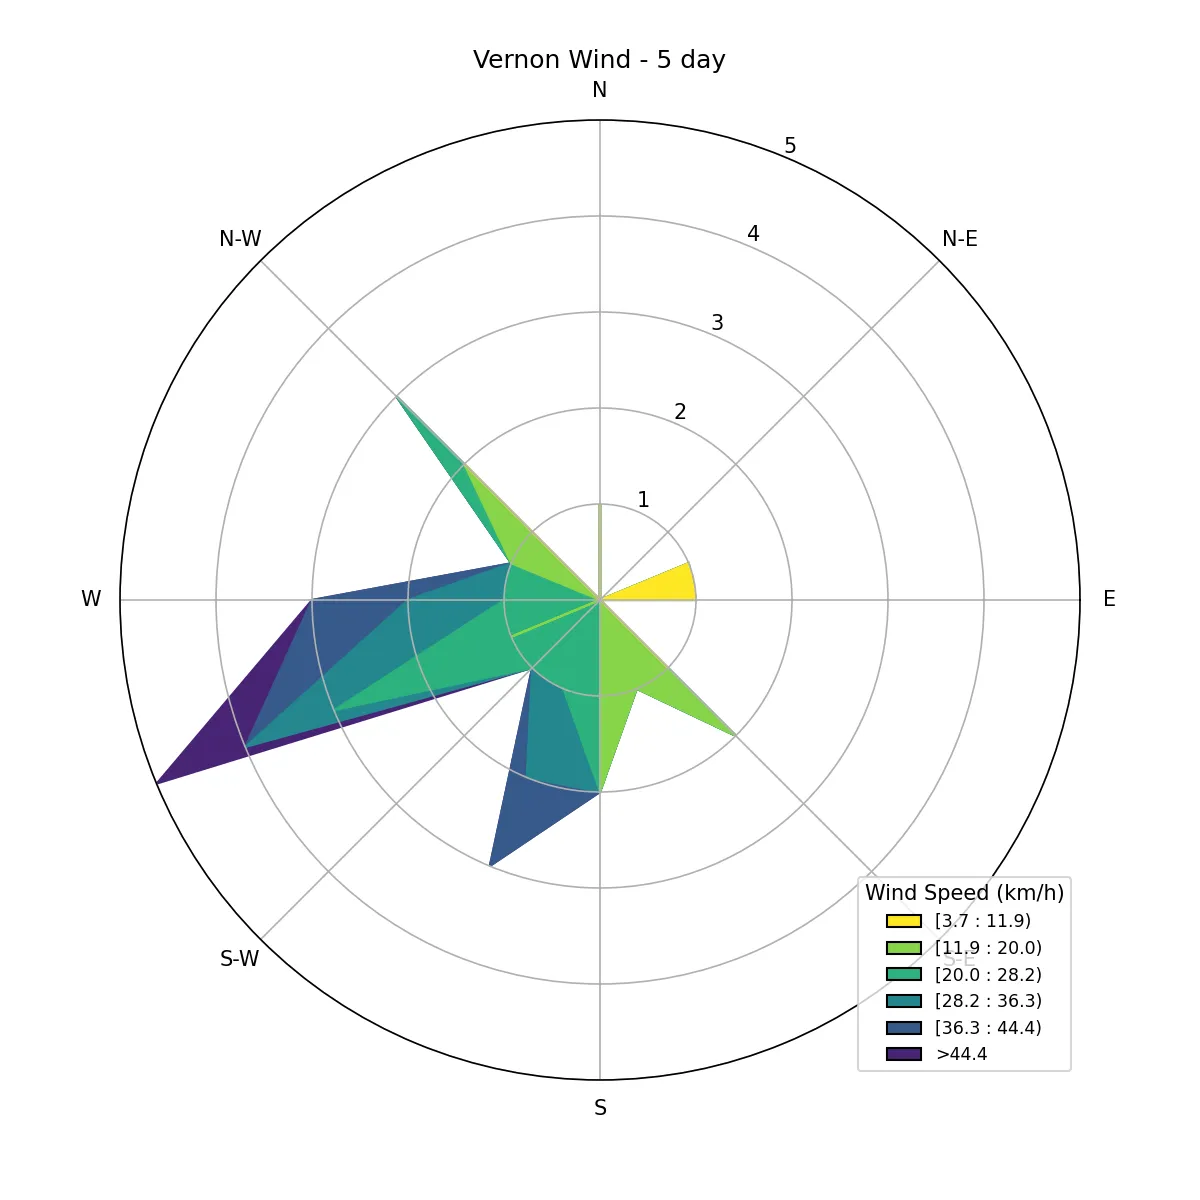 Vernon Wind - 5 day
N
5
N-W
4
N-E
3
2
1
W
E
S-W
S-E
S
Wind Speed (km/h)
[3.7 : 11.9)
[11.9 : 20.0)
[20.0 : 28.2)
[28.2 : 36.3)
[36.3 : 44.4)
>44.4